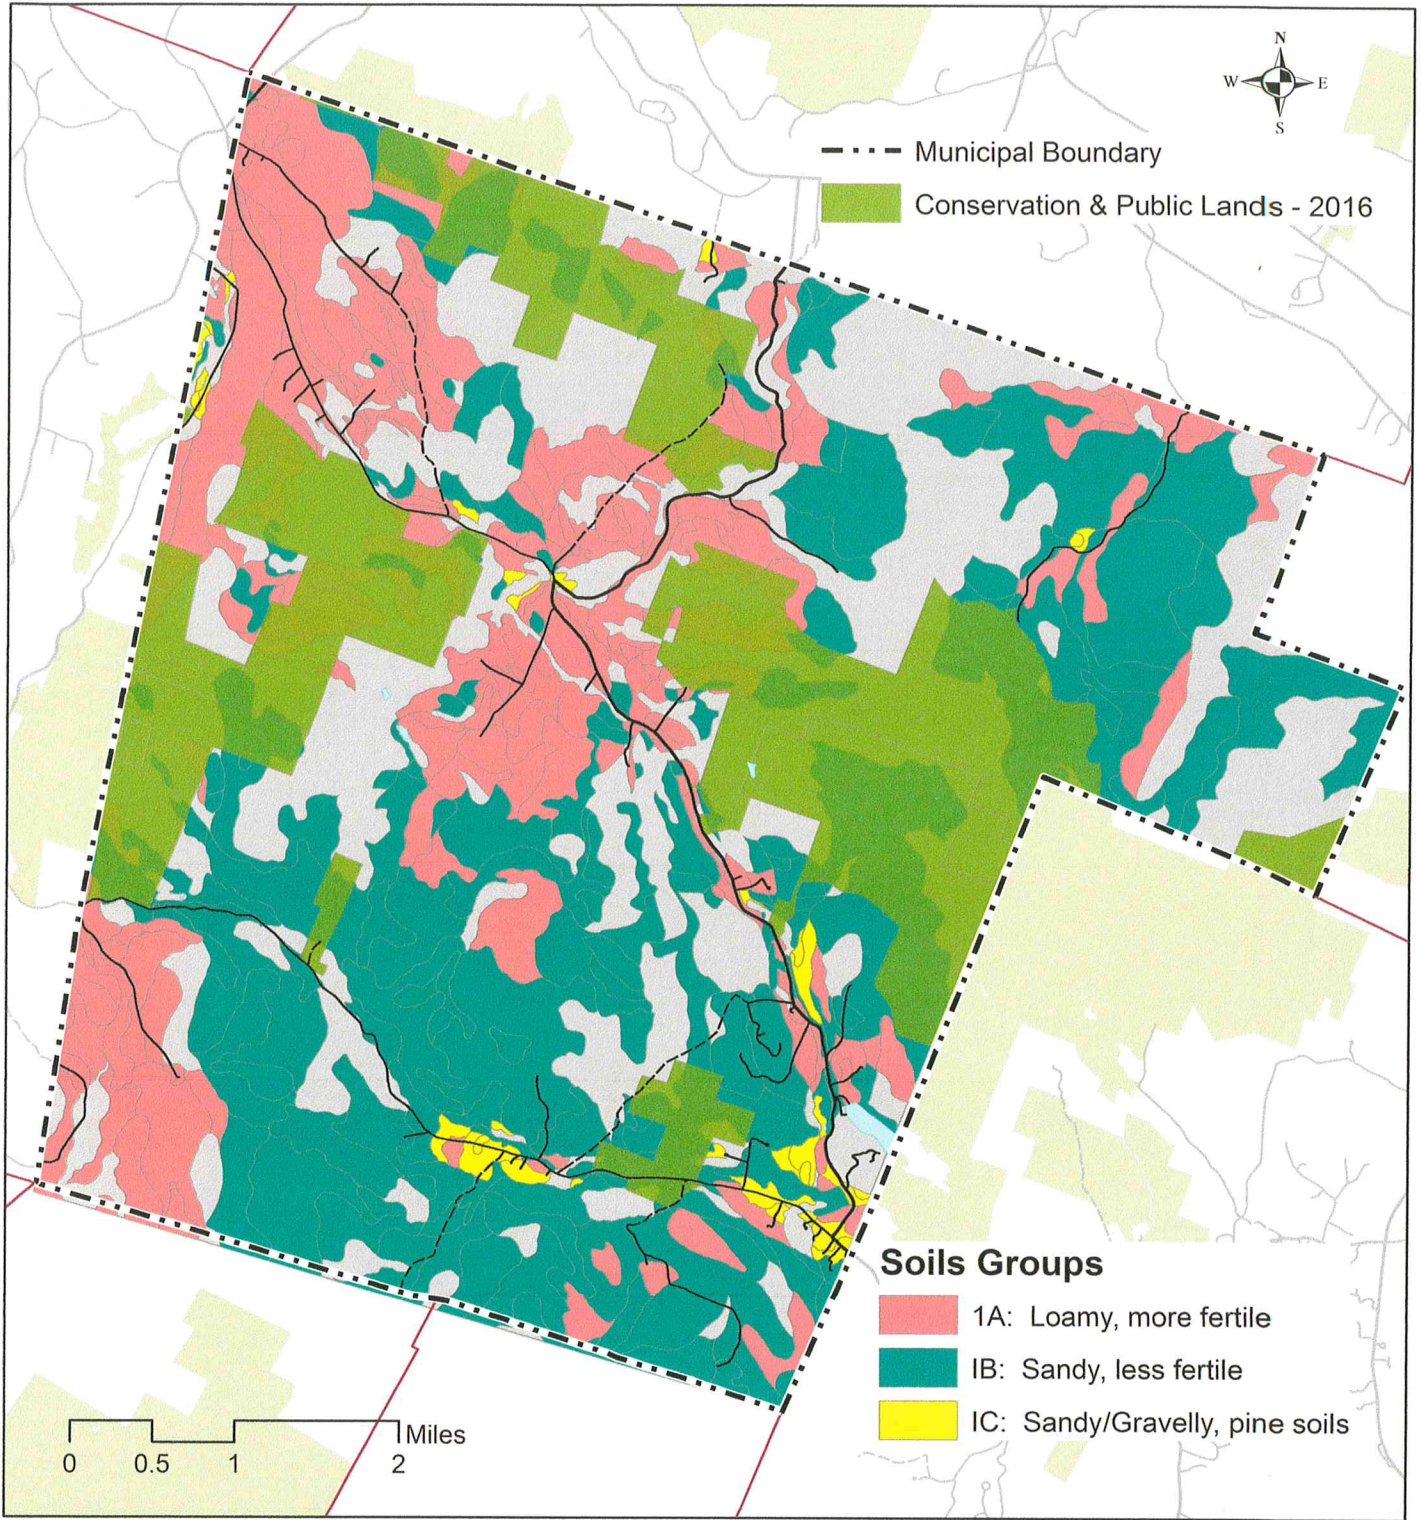 N
W E
S
Municipal Boundary
Conservation & Public Lands - 2016
Soils Groups
1A: Loamy, more fertile
IB: Sandy, less fertile
IC: Sandy/Gravelly, pine soils
Miles
0 0.5 1 2